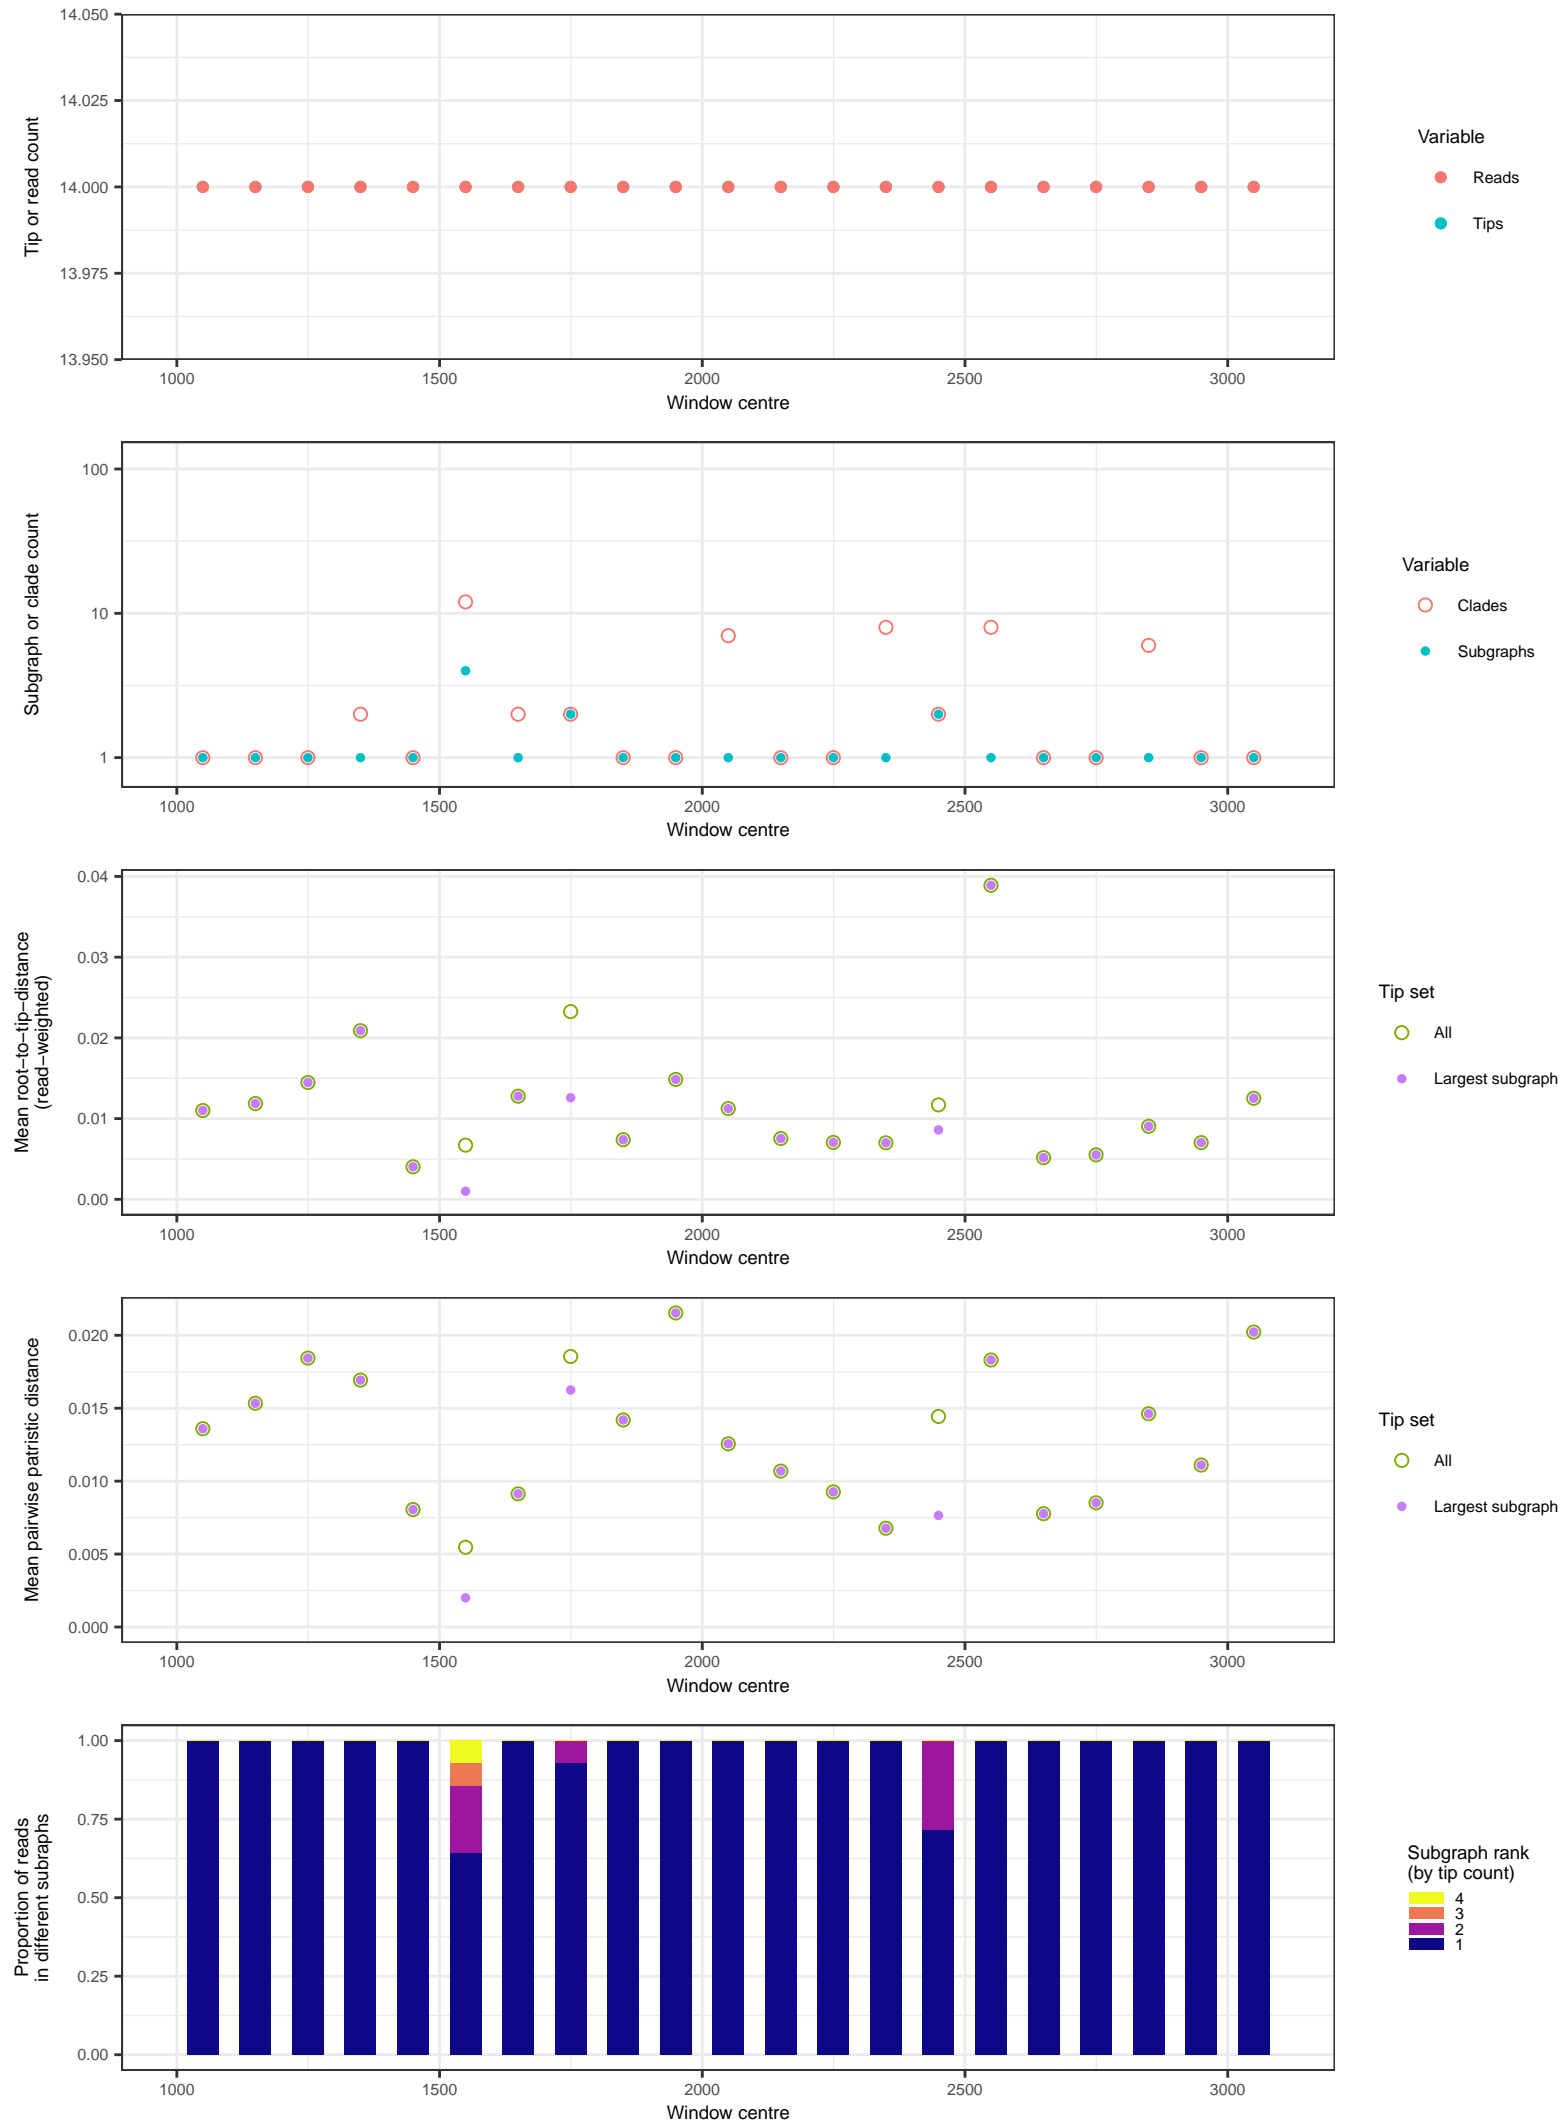 14.050
14.025
14.000
13.975
13.950
Tip or read count
1000 1500 2000 2500 3000
Window centre
Variable
Reads
Tips
100
10
1
Subgraph or clade count
1000 1500 2000 2500 3000
Window centre
Variable
Clades
Subgraphs
0.04
0.03
0.02
0.01
0.00
Mean root−to−tip−distance
(read−weighted)
1000 1500 2000 2500 3000
Window centre
Tip set
All
Largest subgraph
0.020
0.015
0.010
0.005
0.000
Mean pairwise patristic distance
1000 1500 2000 2500 3000
Window centre
Tip set
All
Largest subgraph
1.00
0.75
0.50
0.25
0.00
Proportion of reads
in different subraphs
1000 1500 2000 2500 3000
Window centre
Subgraph rank
(by tip count)
4
3
2
1